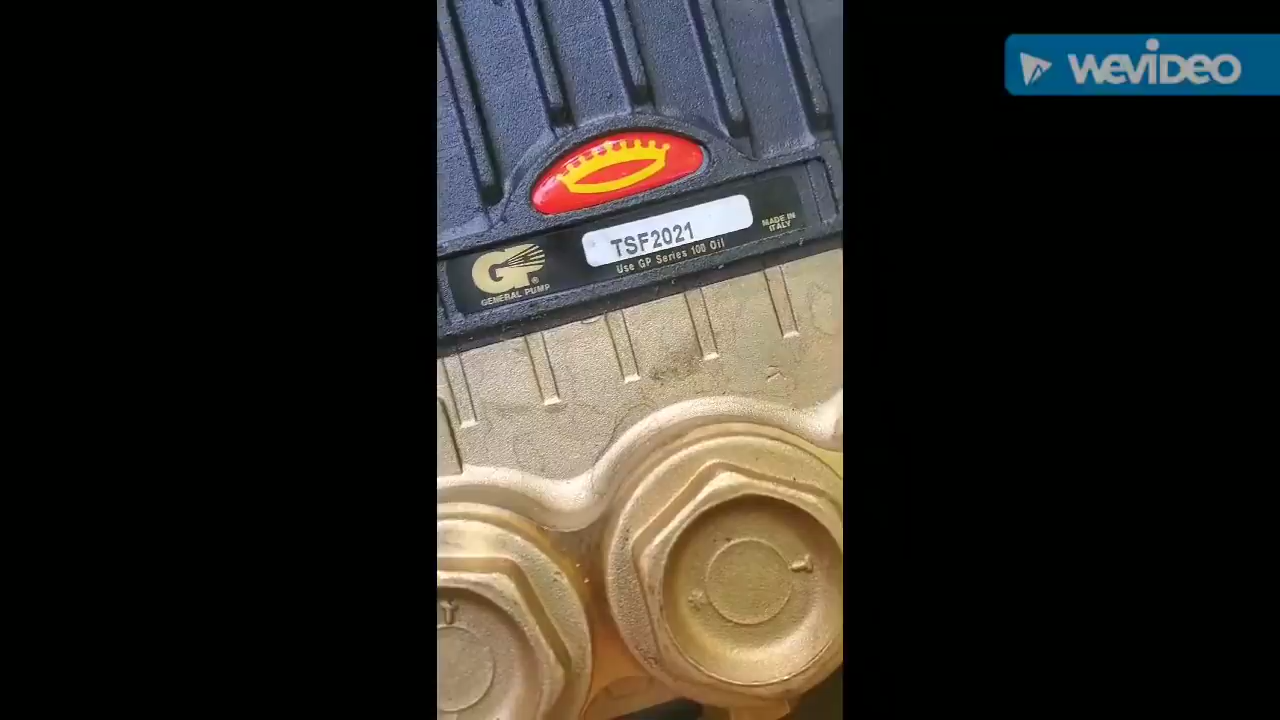 WEVIDEO
TSF2021
Use GP Series 100 Oil
MADE IN
ITALY
GP®
GENERAL PUMP